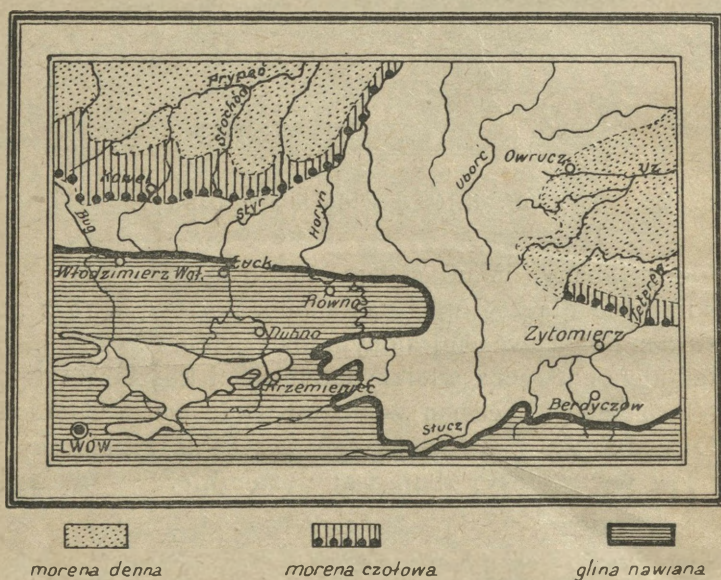 Prypeć
Stochód
Kowel
Styr
Horyń
Uborć
Owrucz
Uż
Bug
Włodzimierz Woł.
Łuck
Równo
Teterew
Żytomierz
Dubno
Krzemieniec
Berdyczów
Słucz
LWÓW
morena denna
morena czołowa
glina nawiana